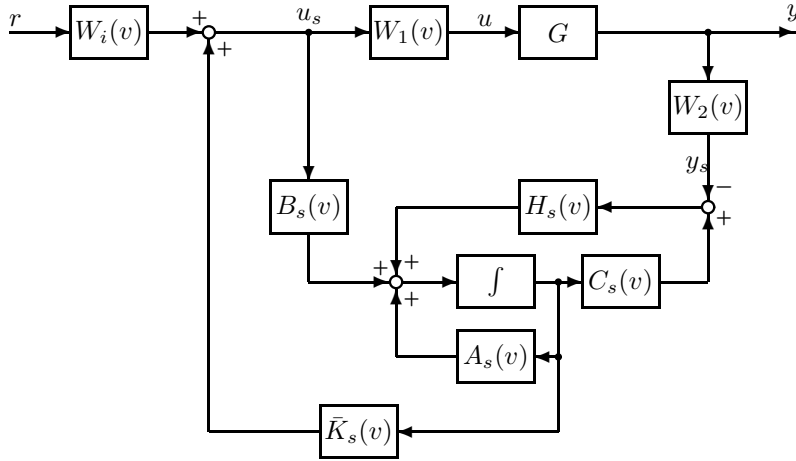 r W_i(v) + + u_s W_1(v) u G y
W_2(v)
y_s −
B_s(v) H_s(v) +
+ + ∫ C_s(v)
+ A_s(v)
K̄_s(v)